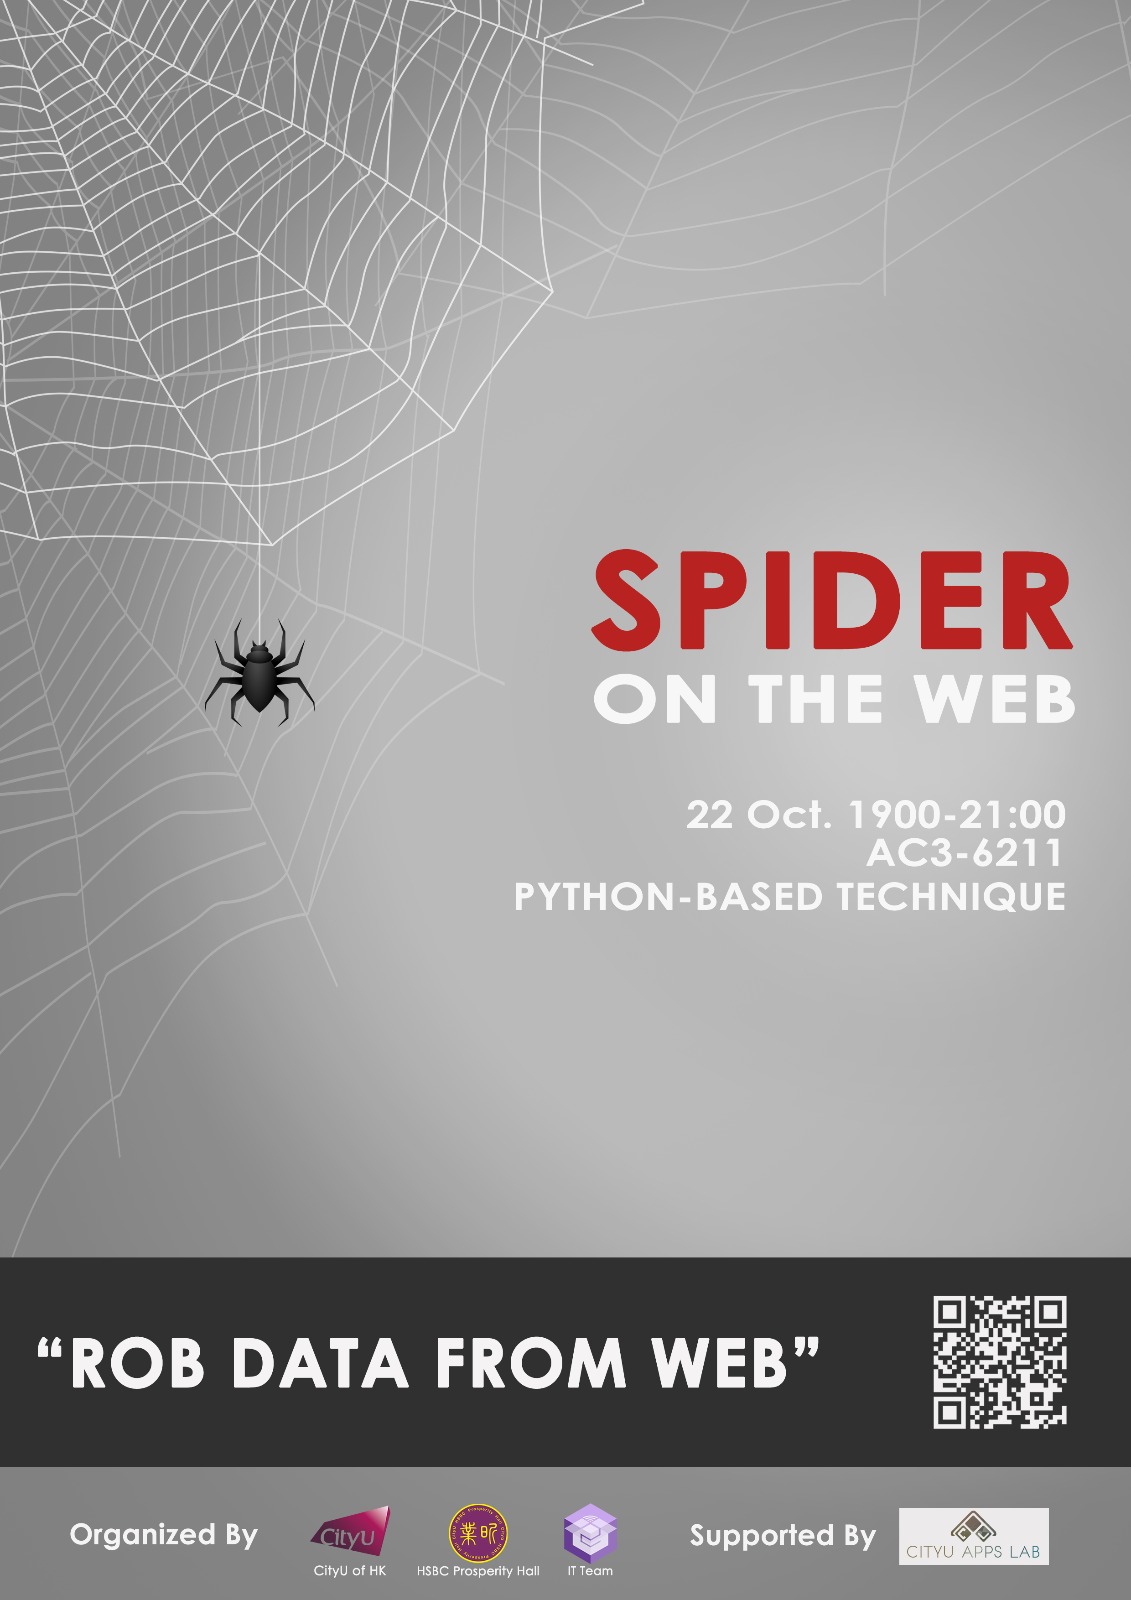 SPIDER
ON THE WEB
22 Oct. 1900-21:00
AC3-6211
PYTHON-BASED TECHNIQUE
“ROB DATA FROM WEB”
Organized By
CityU
CityU of HK
業昕
HSBC Prosperity Hall
IT Team
Supported By
CITYU APPS LAB